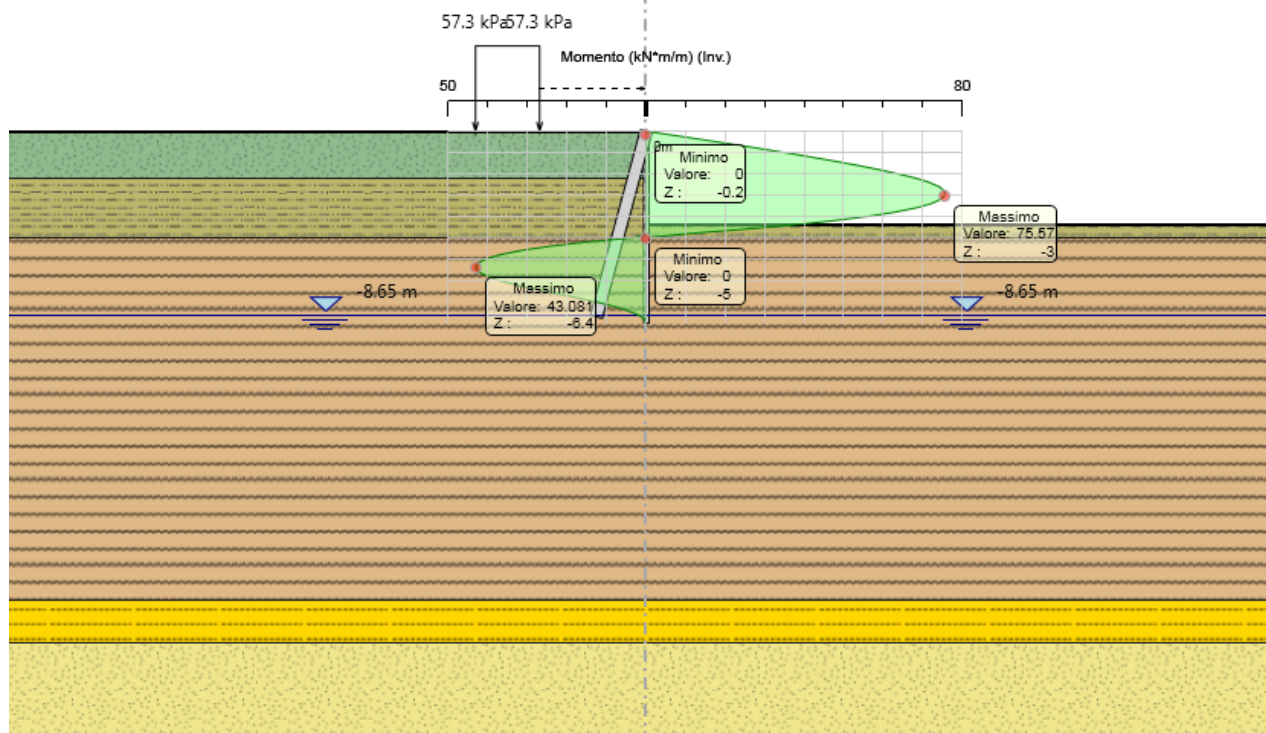 57.3 kPa57.3 kPa
Momento (kN*m/m) (Inv.)
50
80
Minimo
Valore: 0
Z : -0.2
Massimo
Valore: 75.57
Z : -3
Minimo
Valore: 0
Z : -5
Massimo
Valore: 43.081
Z : -6.4
-8.65 m
-8.65 m